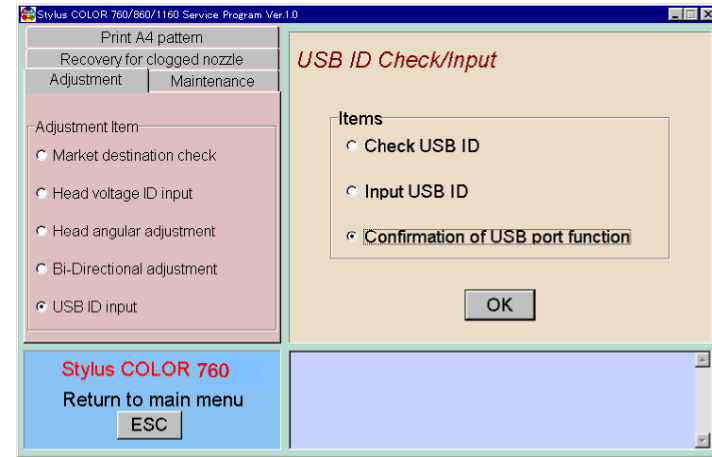 Stylus COLOR 760/860/1160 Service Program Ver.1.0
Print A4 pattern
Recovery for clogged nozzle
Adjustment
Maintenance
Adjustment Item
Market destination check
Head voltage ID input
Head angular adjustment
Bi-Directional adjustment
USB ID input
USB ID Check/Input
Items
Check USB ID
Input USB ID
Confirmation of USB port function
OK
Stylus COLOR 760
Return to main menu
ESC